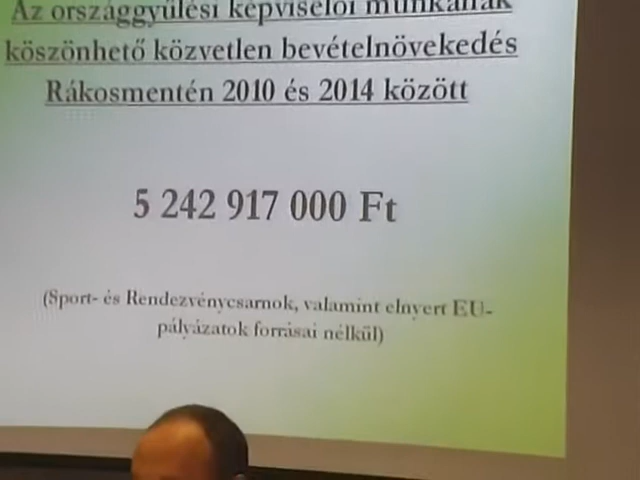 Az országgyűlési képviselői munkának
köszönhető közvetlen bevételnövekedés
Rákosmentén 2010 és 2014 között
5 242 917 000 Ft
(Sport- és Rendezvénycsarnok, valamint elnyert EU-
pályázatok forrásai nélkül)